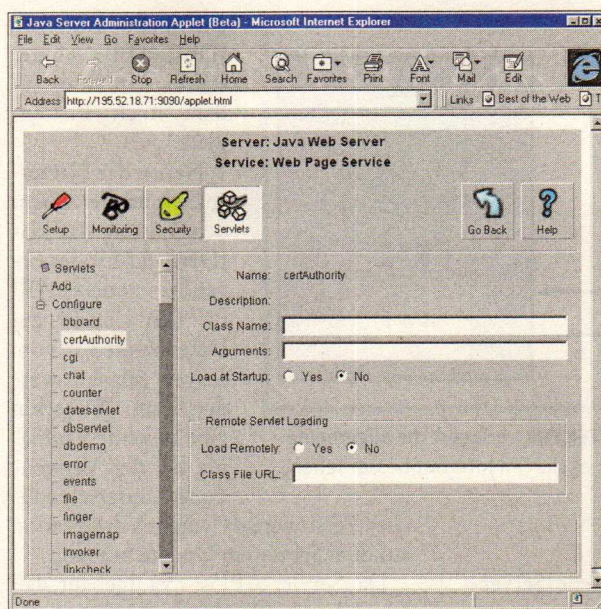 Java Server Administration Applet (Beta) - Microsoft Internet Explorer
File Edit View Go Favorites Help
Back Forward Stop Refresh Home Search Favorites Print Font Mail Edit
Address http://195.52.18.71:9090/applet.html Links Best of the Web
Server: Java Web Server
Service: Web Page Service
Setup Monitoring Security Servlets Go Back Help
Servlets
Add
Configure
bboard
certAuthority
cgi
chat
counter
dateservlet
dbServlet
dbdemo
error
events
file
finger
imagemap
invoker
linkcheck
Name: certAuthority
Description:
Class Name:
Arguments:
Load at Startup: Yes No
Remote Servlet Loading
Load Remotely: Yes No
Class File URL:
Done